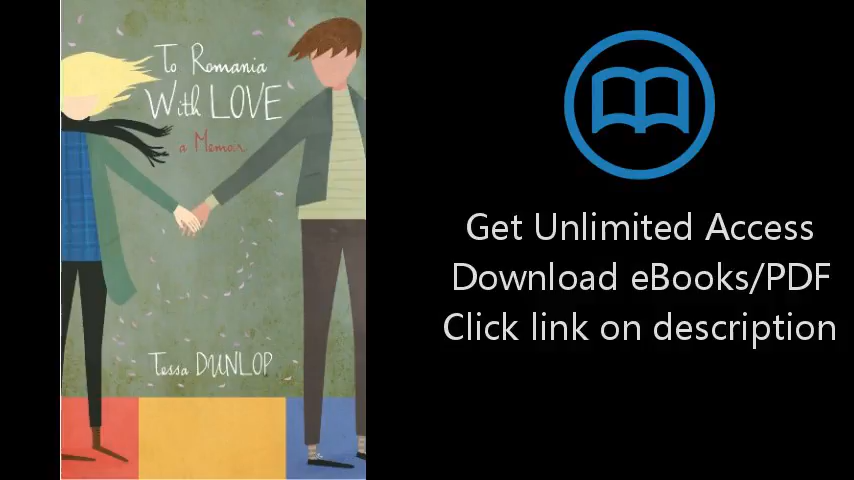 To Romania
With LOVE
a Memoir
Tessa DUNLOP
Get Unlimited Access
Download eBooks/PDF
Click link on description